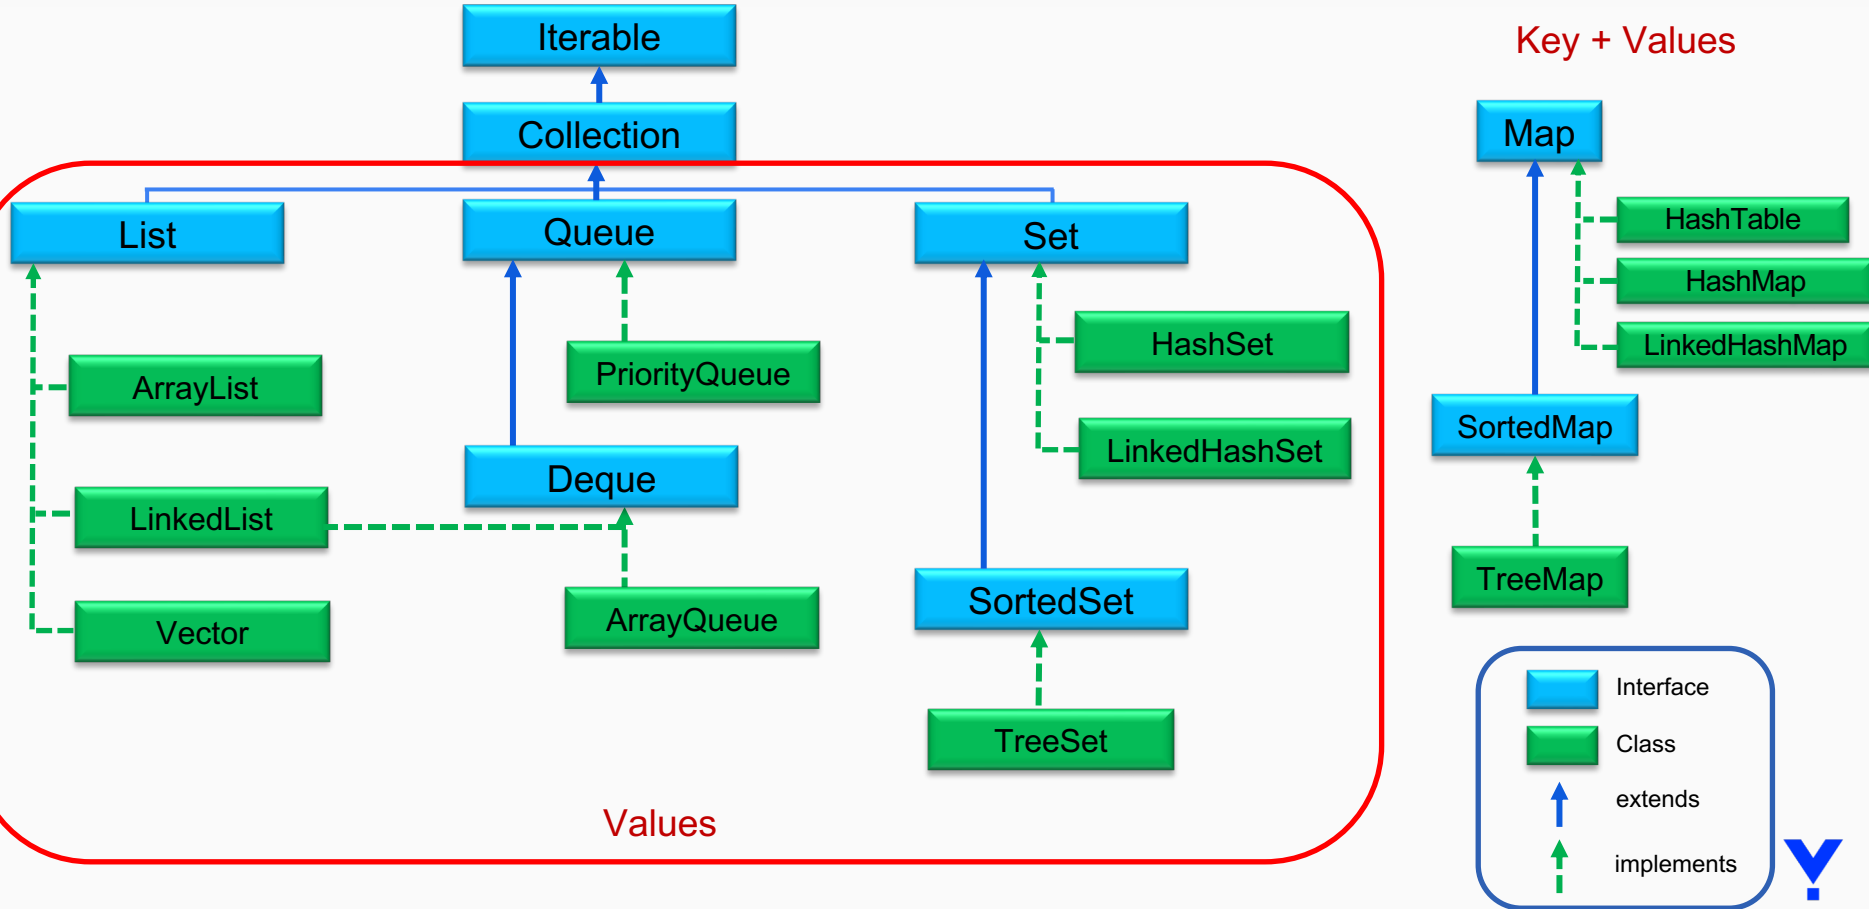 Iterable
Key + Values
Collection
Map
List
Queue
Set
HashTable
HashMap
LinkedHashMap
HashSet
PriorityQueue
ArrayList
SortedMap
LinkedHashSet
Deque
LinkedList
TreeMap
SortedSet
ArrayQueue
Vector
TreeSet
Values
Interface
Class
extends
implements